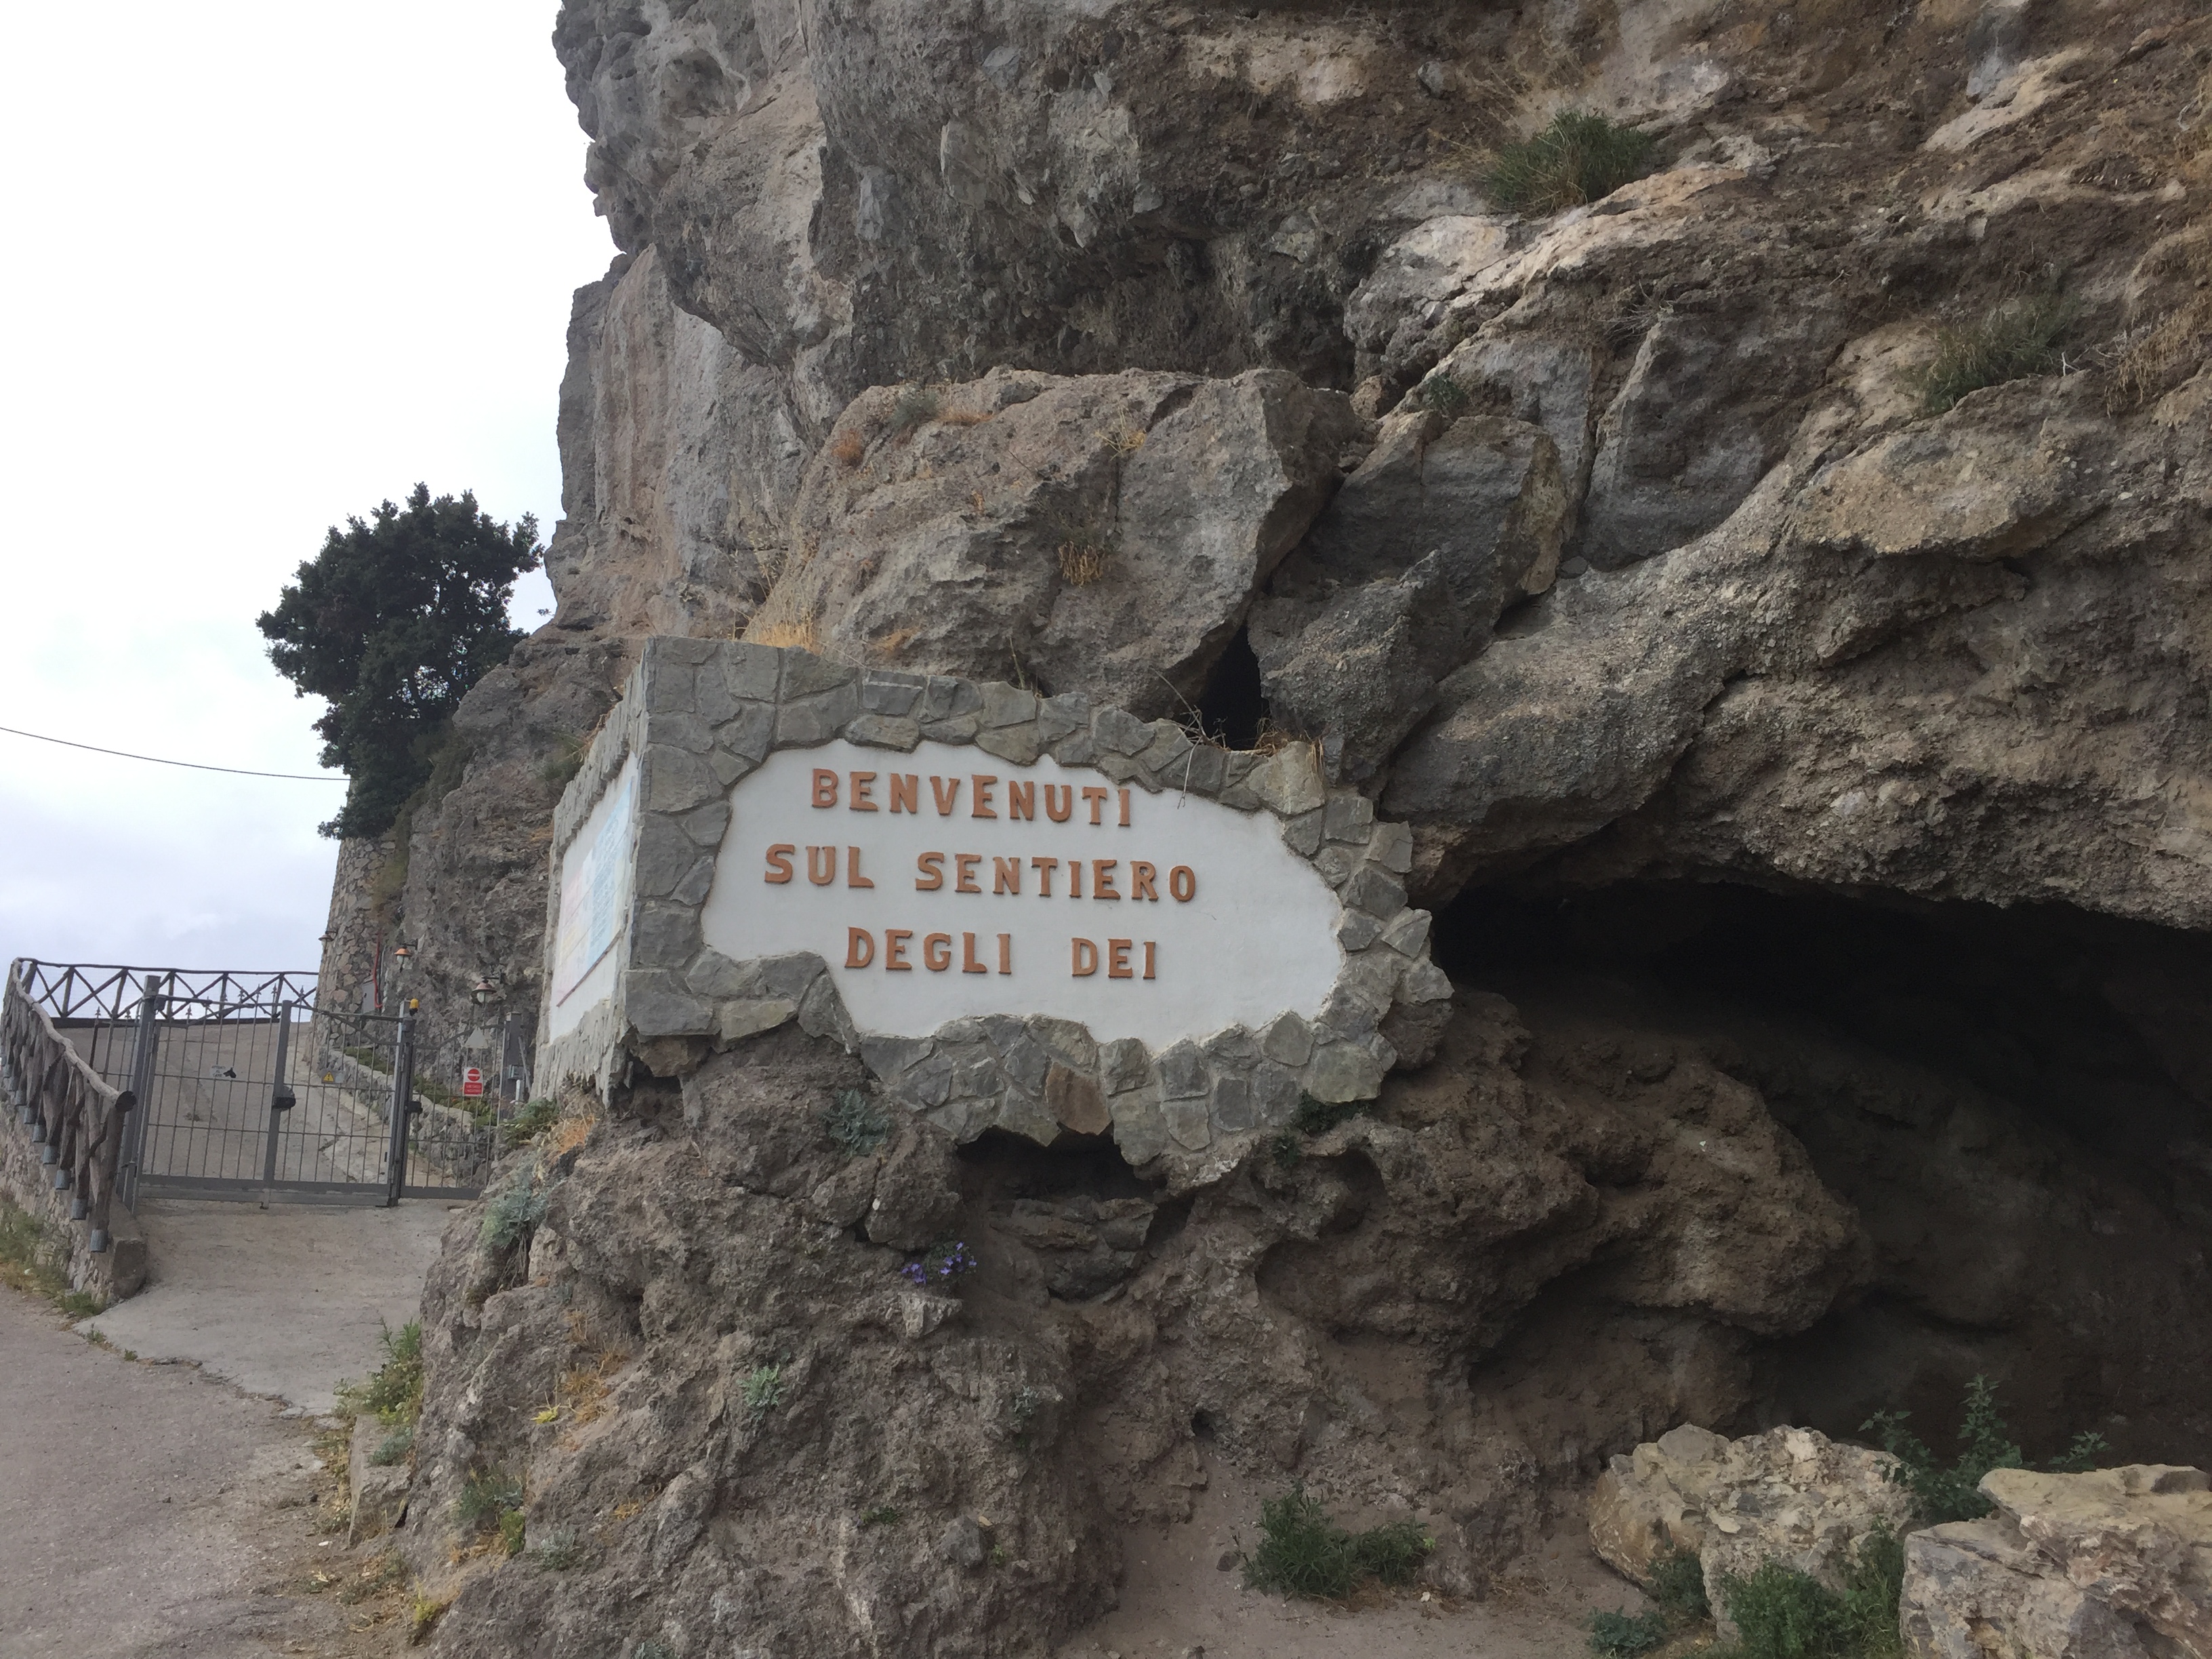 BENVENUTI
SUL SENTIERO
DEGLI DEI